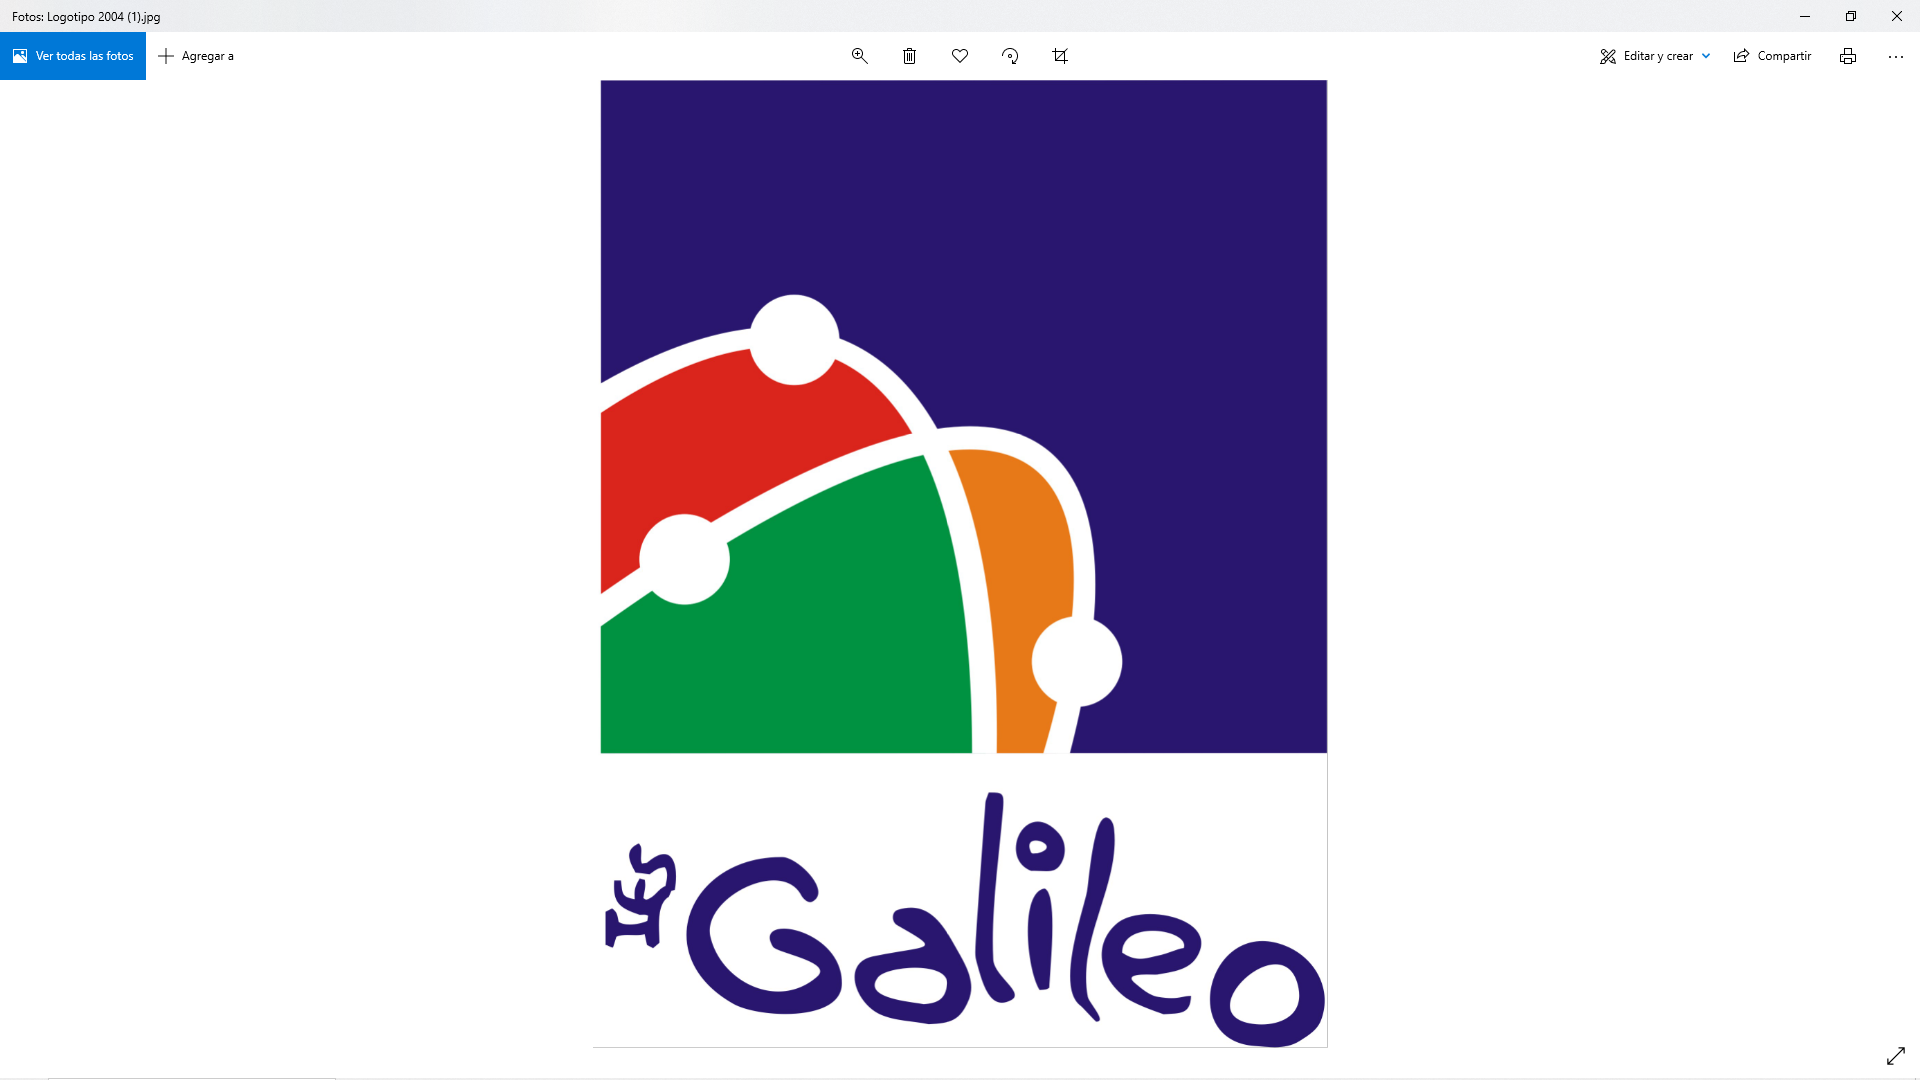 Fotos: Logotipo 2004 (1).jpg
Ver todas las fotos
Agregar a
Editar y crear
Compartir
IES Galileo